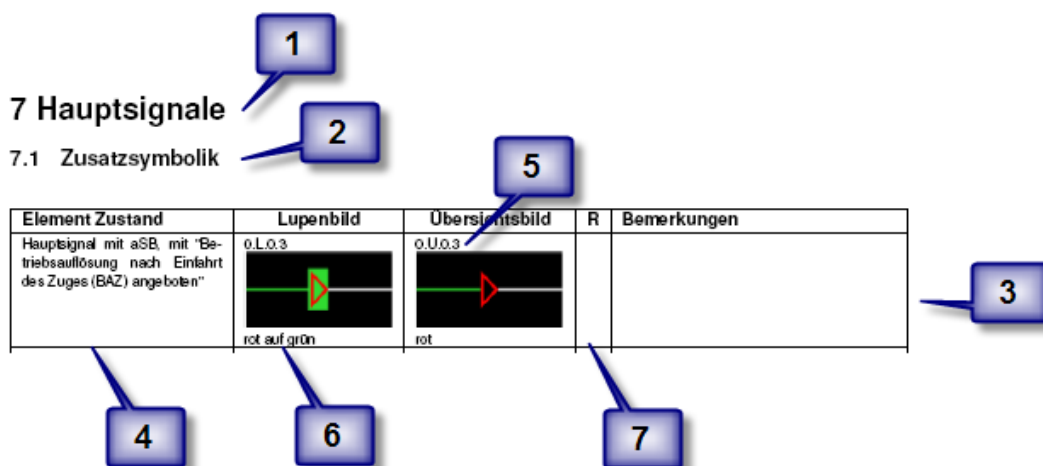 1
7 Hauptsignale
2
7.1 Zusatzsymbolik
5
Element Zustand Lupenbild Übersichtsbild R Bemerkungen
Hauptsignal mit aSB, mit "Be-
triebsauflösung nach Einfahrt
des Zuges (BAZ) angeboten"
0.L.0.3
rot auf grün
0.U.0.3
rot
3
4
6
7